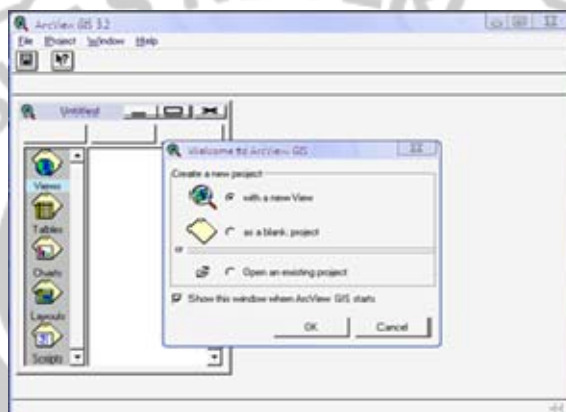 ArcView GIS 3.2
File Project Window Help
Untitled
Views
Tables
Charts
Layouts
Scripts
Welcome to ArcView GIS
Create a new project
with a new View
as a blank project
or
Open an existing project
Show this window when ArcView GIS starts
OK Cancel